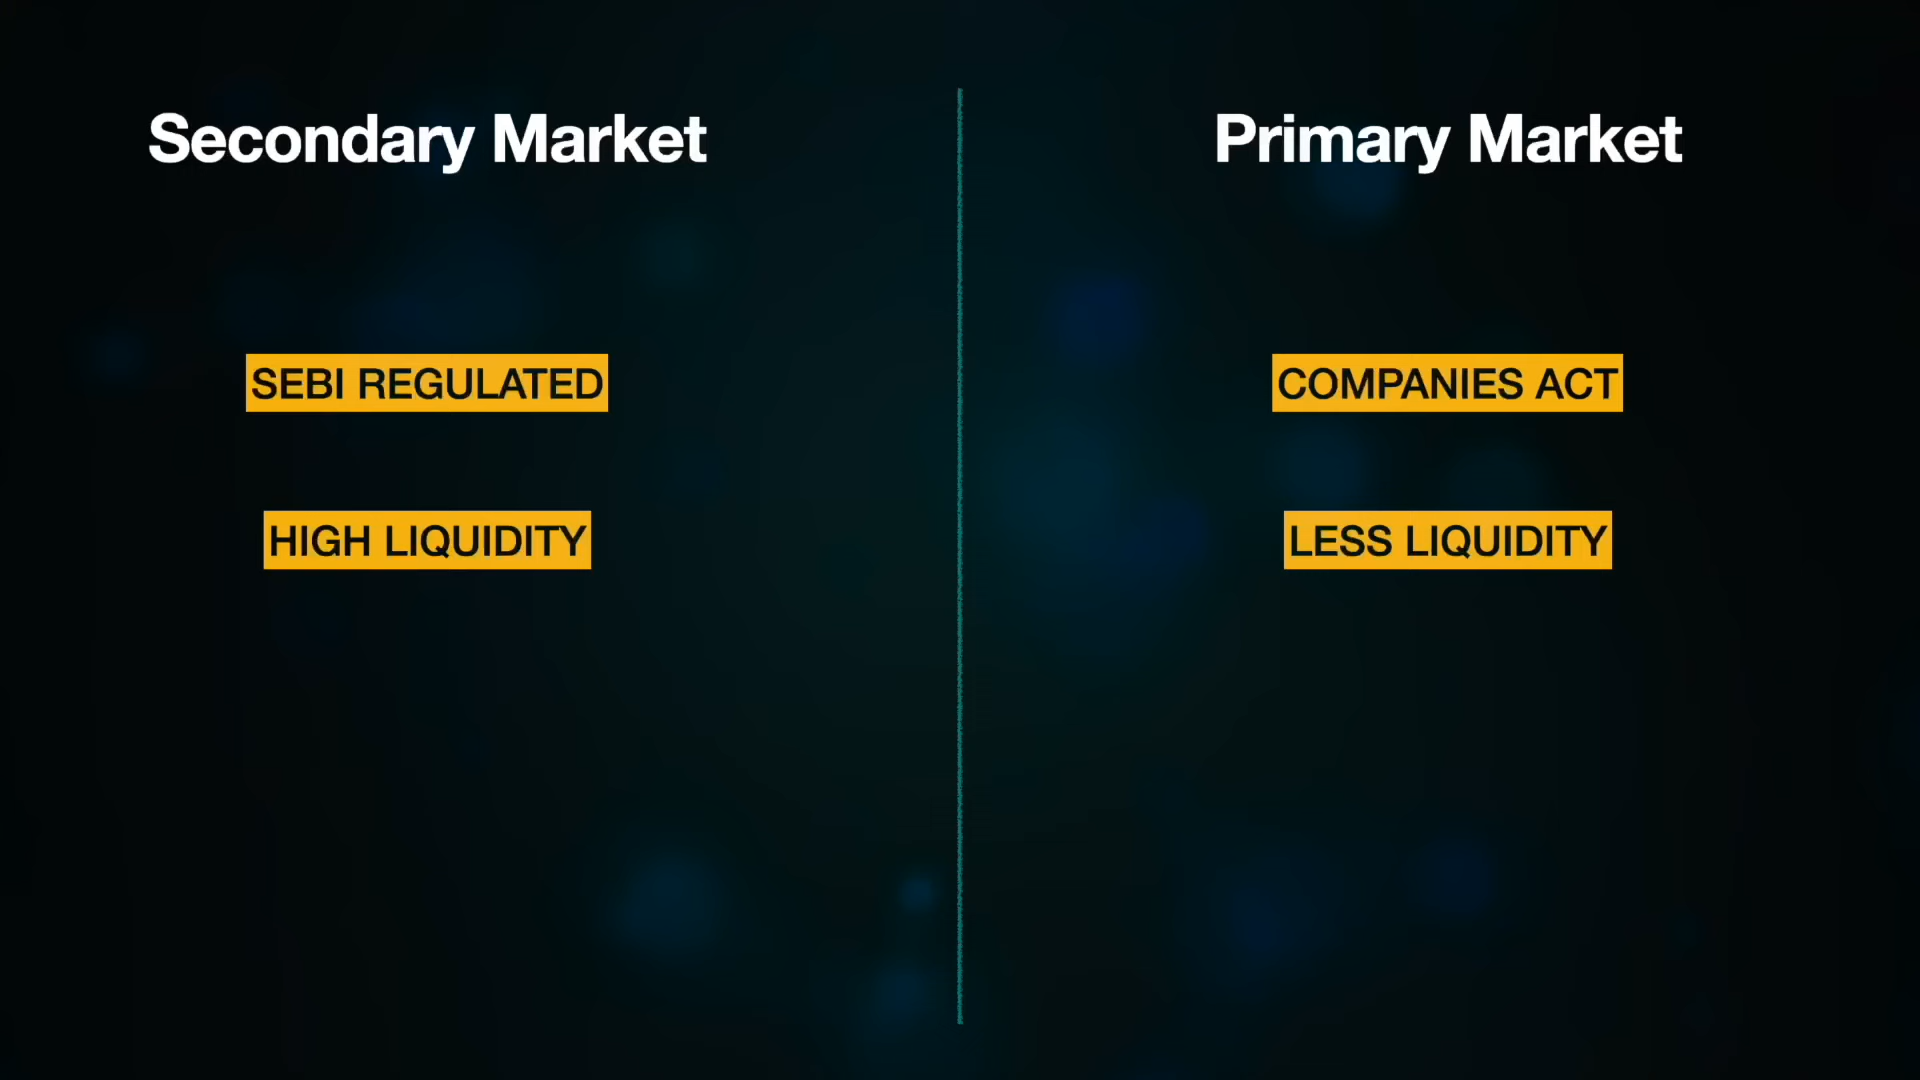 Secondary Market
SEBI REGULATED
HIGH LIQUIDITY
Primary Market
COMPANIES ACT
LESS LIQUIDITY